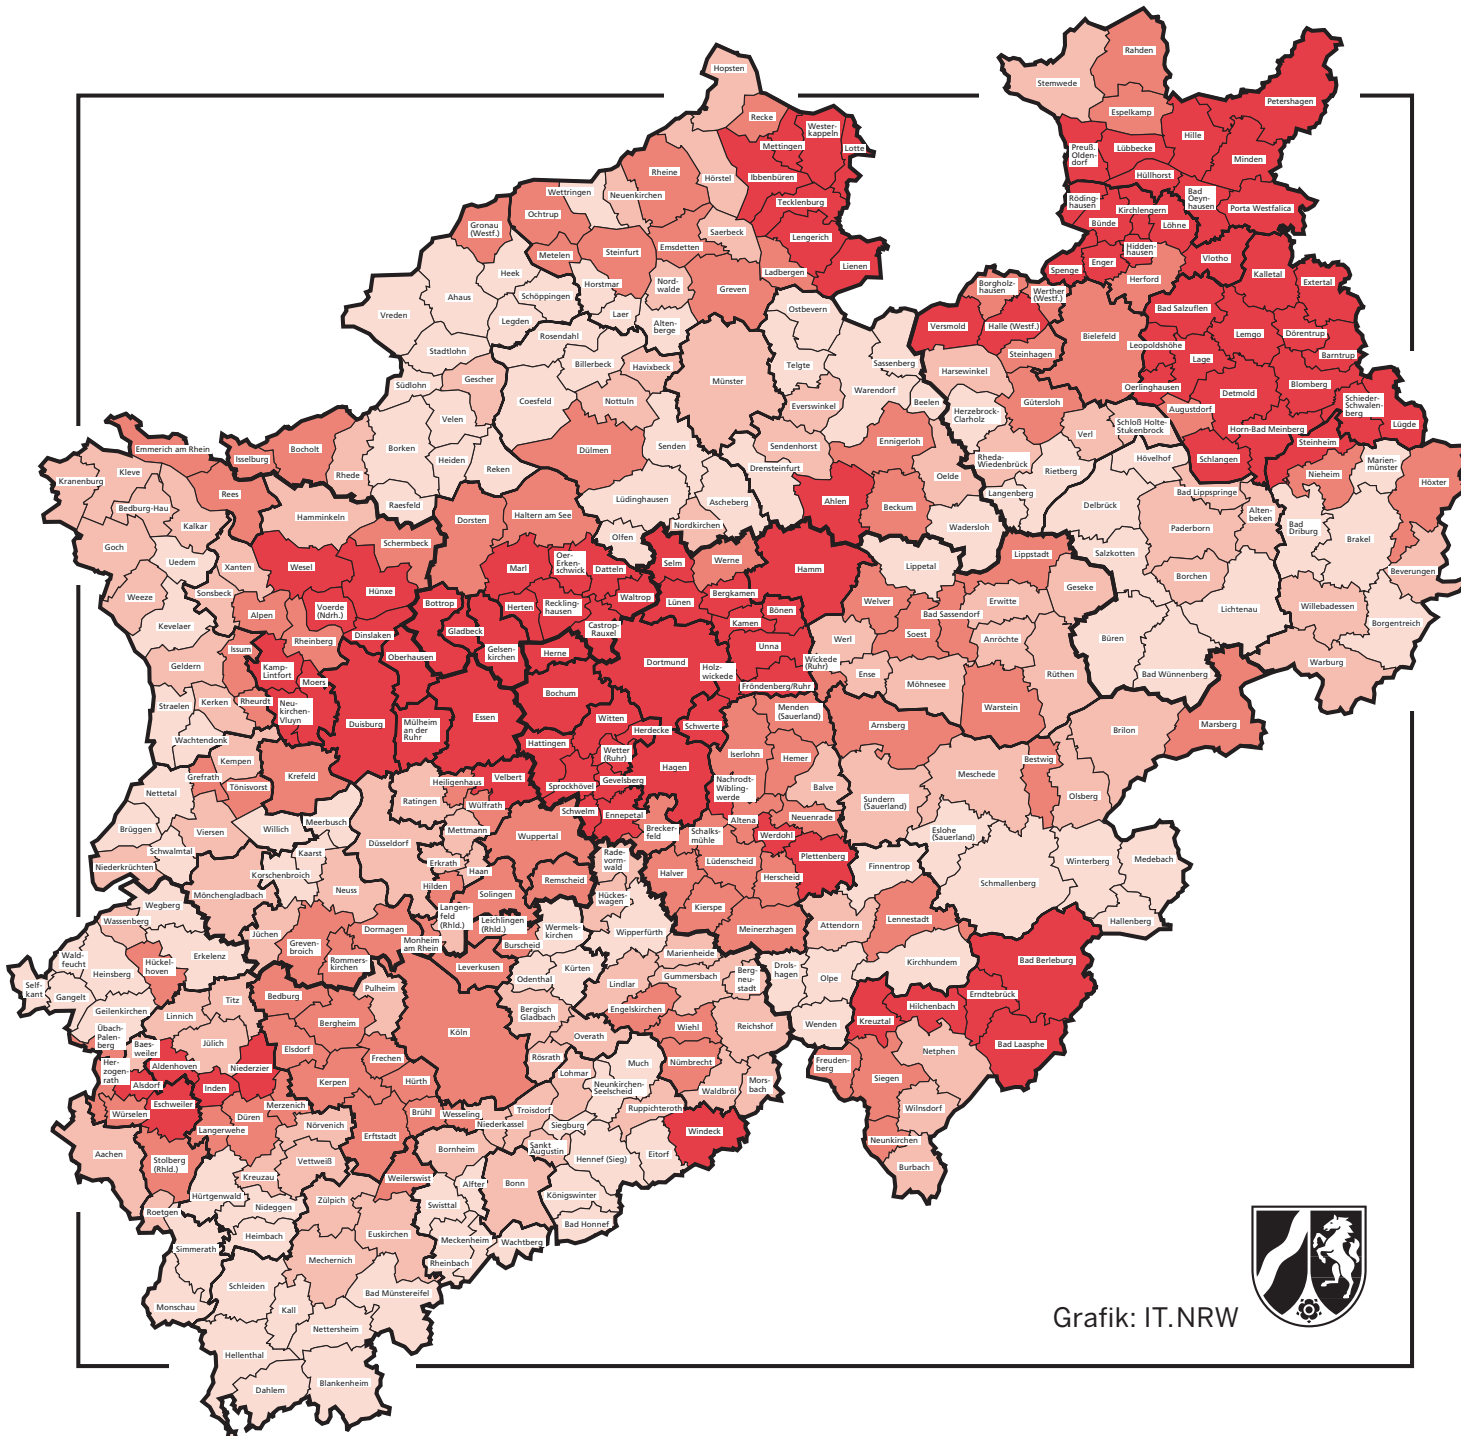 Hopsten
Rahden
Stemwede
Petershagen
Espelkamp
Recke
Wester-
kappeln
Hille
Mettingen
Lotte
Preuß.
Olden-
dorf
Lübbecke
Minden
Rheine
Hörstel
Ibbenbüren
Hüllhorst
Wettringen
Neuenkirchen
Tecklenburg
Röding-
hausen
Bad
Oeyn-
hausen
Porta Westfalica
Kirchlengern
Ochtrup
Gronau
(Westf.)
Saerbeck
Bünde
Löhne
Lengerich
Emsdetten
Hidden-
hausen
Metelen
Steinfurt
Enger
Vlotho
Lienen
Spenge
Heek
Ladbergen
Herford
Kalletal
Extertal
Horstmar
Nord-
walde
Greven
Borgholz-
hausen
Werther
(Westf.)
Ahaus
Schöppingen
Vreden
Legden
Laer
Ostbevern
Bad Salzuflen
Alten-
berge
Versmold
Halle (Westf.)
Bielefeld
Lemgo
Dörentrup
Rosendahl
Stadtlohn
Leopoldshöhe
Steinhagen
Lage
Barntrup
Billerbeck
Havixbeck
Telgte
Sassenberg
Harsewinkel
Gescher
Südlohn
Münster
Warendorf
Oerlinghausen
Detmold
Blomberg
Coesfeld
Nottuln
Everswinkel
Beelen
Gütersloh
Augustdorf
Schieder-
Schwalen-
berg
Lügde
Velen
Herzebrock-
Clarholz
Verl
Schloß Holte-
Stukenbrock
Horn-Bad Meinberg
Steinheim
Emmerich am Rhein
Bocholt
Borken
Dülmen
Senden
Sendenhorst
Ennigerloh
Isselburg
Heiden
Reken
Drensteinfurt
Rheda-
Wiedenbrück
Rietberg
Hövelhof
Schlangen
Marien-
münster
Kleve
Kranenburg
Rhede
Oelde
Nieheim
Höxter
Rees
Raesfeld
Lüdinghausen
Ascheberg
Ahlen
Beckum
Langenberg
Delbrück
Bad Lippspringe
Bedburg-Hau
Hamminkeln
Dorsten
Haltern am See
Nordkirchen
Wadersloh
Paderborn
Alten-
beken
Bad
Driburg
Brakel
Kalkar
Olfen
Goch
Schermbeck
Lippstadt
Salzkotten
Uedem
Xanten
Wesel
Marl
Oer-
Erken-
schwick
Datteln
Selm
Werne
Hamm
Lippetal
Borchen
Beverungen
Hünxe
Geseke
Sonsbeck
Weeze
Bottrop
Herten
Reckling-
hausen
Waltrop
Lünen
Bergkamen
Bönen
Welver
Erwitte
Lichtenau
Willebadessen
Voerde
(Ndrh.)
Alpen
Bad Sassendorf
Borgentreich
Kevelaer
Kamen
Gladbeck
Castrop-
Rauxel
Soest
Dinslaken
Werl
Anröchte
Büren
Rheinberg
Unna
Issum
Oberhausen
Gelsen-
kirchen
Herne
Dortmund
Holz-
wickede
Wickede
(Ruhr)
Warburg
Geldern
Kamp-
Lintfort
Moers
Ense
Möhnesee
Rüthen
Bad Wünnenberg
Fröndenberg/Ruhr
Bochum
Kerken
Rheurdt
Straelen
Neu-
kirchen-
Vluyn
Duisburg
Mülheim
an der
Ruhr
Essen
Witten
Menden
(Sauerland)
Warstein
Herdecke
Schwerte
Arnsberg
Marsberg
Brilon
Wachtendonk
Hattingen
Wetter
(Ruhr)
Iserlohn
Hemer
Bestwig
Kempen
Hagen
Grefrath
Krefeld
Heiligenhaus
Velbert
Meschede
Tönisvorst
Sprockhövel
Gevelsberg
Nachrodt-
Wibling-
werde
Balve
Nettetal
Ratingen
Wülfrath
Sundern
(Sauerland)
Olsberg
Schwelm
Ennepetal
Altena
Neuenrade
Meerbusch
Brüggen
Viersen
Willich
Mettmann
Wuppertal
Brecker-
feld
Schalks-
mühle
Werdohl
Eslohe
(Sauerland)
Düsseldorf
Schwalmtal
Kaarst
Rade-
vorm-
wald
Lüdenscheid
Plettenberg
Finnentrop
Winterberg
Medebach
Niederkrüchten
Korschenbroich
Erkrath
Haan
Halver
Herscheid
Schmallenberg
Mönchengladbach
Neuss
Hilden
Solingen
Remscheid
Hückes-
wagen
Kierspe
Wegberg
Langen-
feld
(Rhld.)
Leichlingen
(Rhld.)
Wassenberg
Jüchen
Dormagen
Wermels-
kirchen
Wipperfürth
Meinerzhagen
Attendorn
Lennestadt
Hallenberg
Greven-
broich
Monheim
am Rhein
Burscheid
Wald-
feucht
Erkelenz
Rommers-
kirchen
Marienheide
Kirchhundem
Bad Berleburg
Hückel-
hoven
Leverkusen
Kürten
Heinsberg
Odenthal
Gummersbach
Berg-
neu-
stadt
Drols-
hagen
Olpe
Self-
kant
Gangelt
Lindlar
Pulheim
Titz
Bedburg
Erndtebrück
Geilenkirchen
Linnich
Bergisch
Gladbach
Engelskirchen
Hilchenbach
Bergheim
Wiehl
Reichshof
Wenden
Kreuztal
Übach-
Palen-
berg
Köln
Overath
Baes-
weiler
Jülich
Elsdorf
Bad Laasphe
Rösrath
Netphen
Her-
zogen-
rath
Aldenhoven
Niederzier
Frechen
Much
Nümbrecht
Freuden-
berg
Lohmar
Alsdorf
Inden
Kerpen
Hürth
Neunkirchen-
Seelscheid
Waldbröl
Mors-
bach
Siegen
Eschweiler
Merzenich
Würselen
Düren
Brühl
Wesseling
Troisdorf
Ruppichteroth
Wilnsdorf
Langerwehe
Nörvenich
Niederkassel
Siegburg
Windeck
Erftstadt
Neunkirchen
Aachen
Stolberg
(Rhld.)
Vettweiß
Bornheim
Sankt
Augustin
Hennef (Sieg)
Eitorf
Burbach
Kreuzau
Weilerswist
Alfter
Bonn
Hürtgenwald
Zülpich
Swisttal
Königswinter
Roetgen
Nideggen
Bad Honnef
Simmerath
Heimbach
Euskirchen
Meckenheim
Wachtberg
Mechernich
Rheinbach
Schleiden
Bad Münstereifel
Monschau
Kall
Nettersheim
Hellenthal
Dahlem
Blankenheim
Grafik: IT.NRW